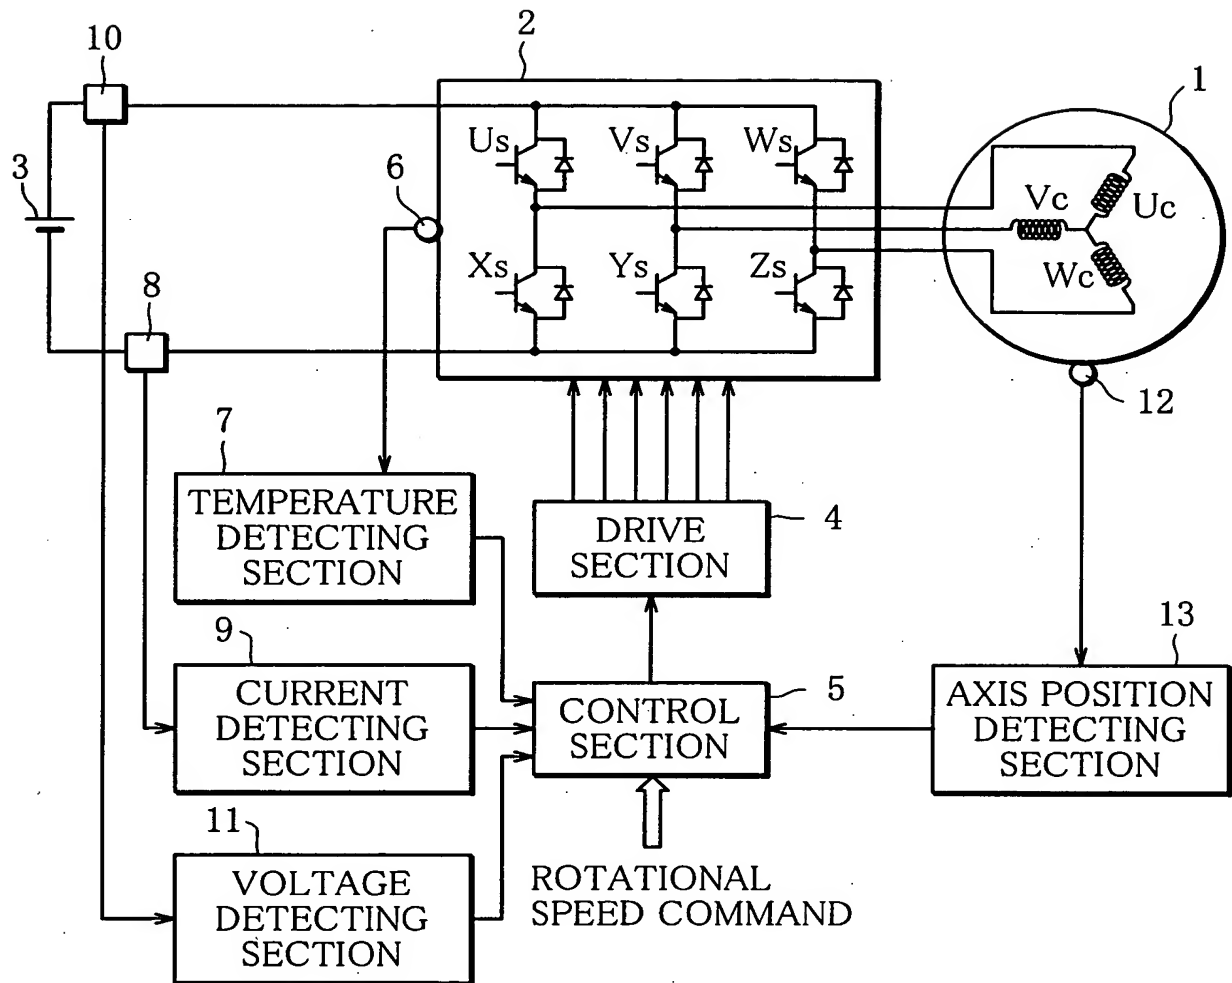 10
2
1
3
6
Us
Vs
Ws
Vc
Uc
Wc
Xs
Ys
Zs
8
12
7
TEMPERATURE
DETECTING
SECTION
4
DRIVE
SECTION
9
CURRENT
DETECTING
SECTION
5
CONTROL
SECTION
13
AXIS POSITION
DETECTING
SECTION
11
VOLTAGE
DETECTING
SECTION
ROTATIONAL
SPEED COMMAND